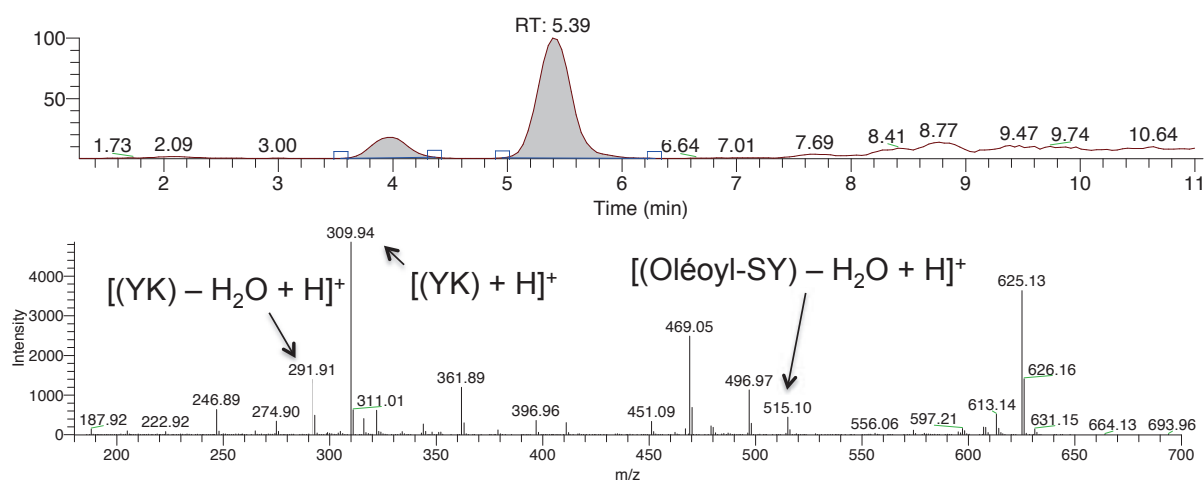 RT: 5.39
100
50
1.73 2.09 3.00 6.64 7.01 7.69 8.41 8.77 9.47 9.74 10.64
2 3 4 5 6 7 8 9 10 11
Time (min)
309.94
[(YK) – H₂O + H]⁺ [(YK) + H]⁺ [(Oléoyl-SY) – H₂O + H]⁺
625.13
4000
3000
2000
1000
0
Intensity
469.05
291.91 361.89 496.97 626.16
246.89 311.01 515.10 613.14
187.92 222.92 274.90 396.96 451.09 556.06 597.21 631.15 664.13 693.96
200 250 300 350 400 450 500 550 600 650 700
m/z